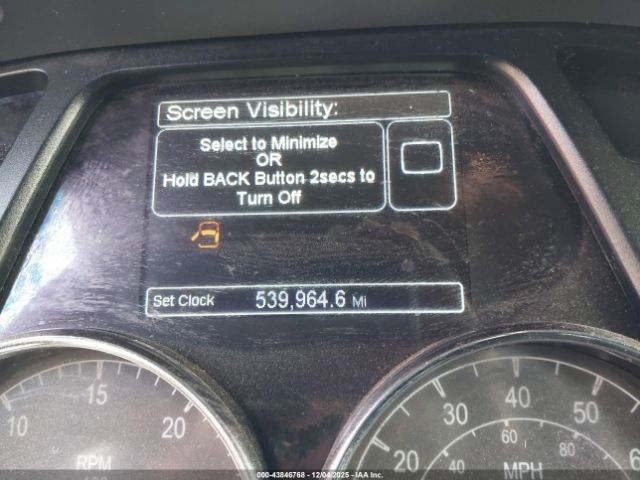 Screen Visibility:
Select to Minimize
OR
Hold BACK Button 2secs to
Turn Off
Set Clock 539,964.6 Mi
10 15 20
RPM
20 30 40 50 6
40 60 80
MPH
000-43846768 - 12/04/2025 - © IAA, Inc.